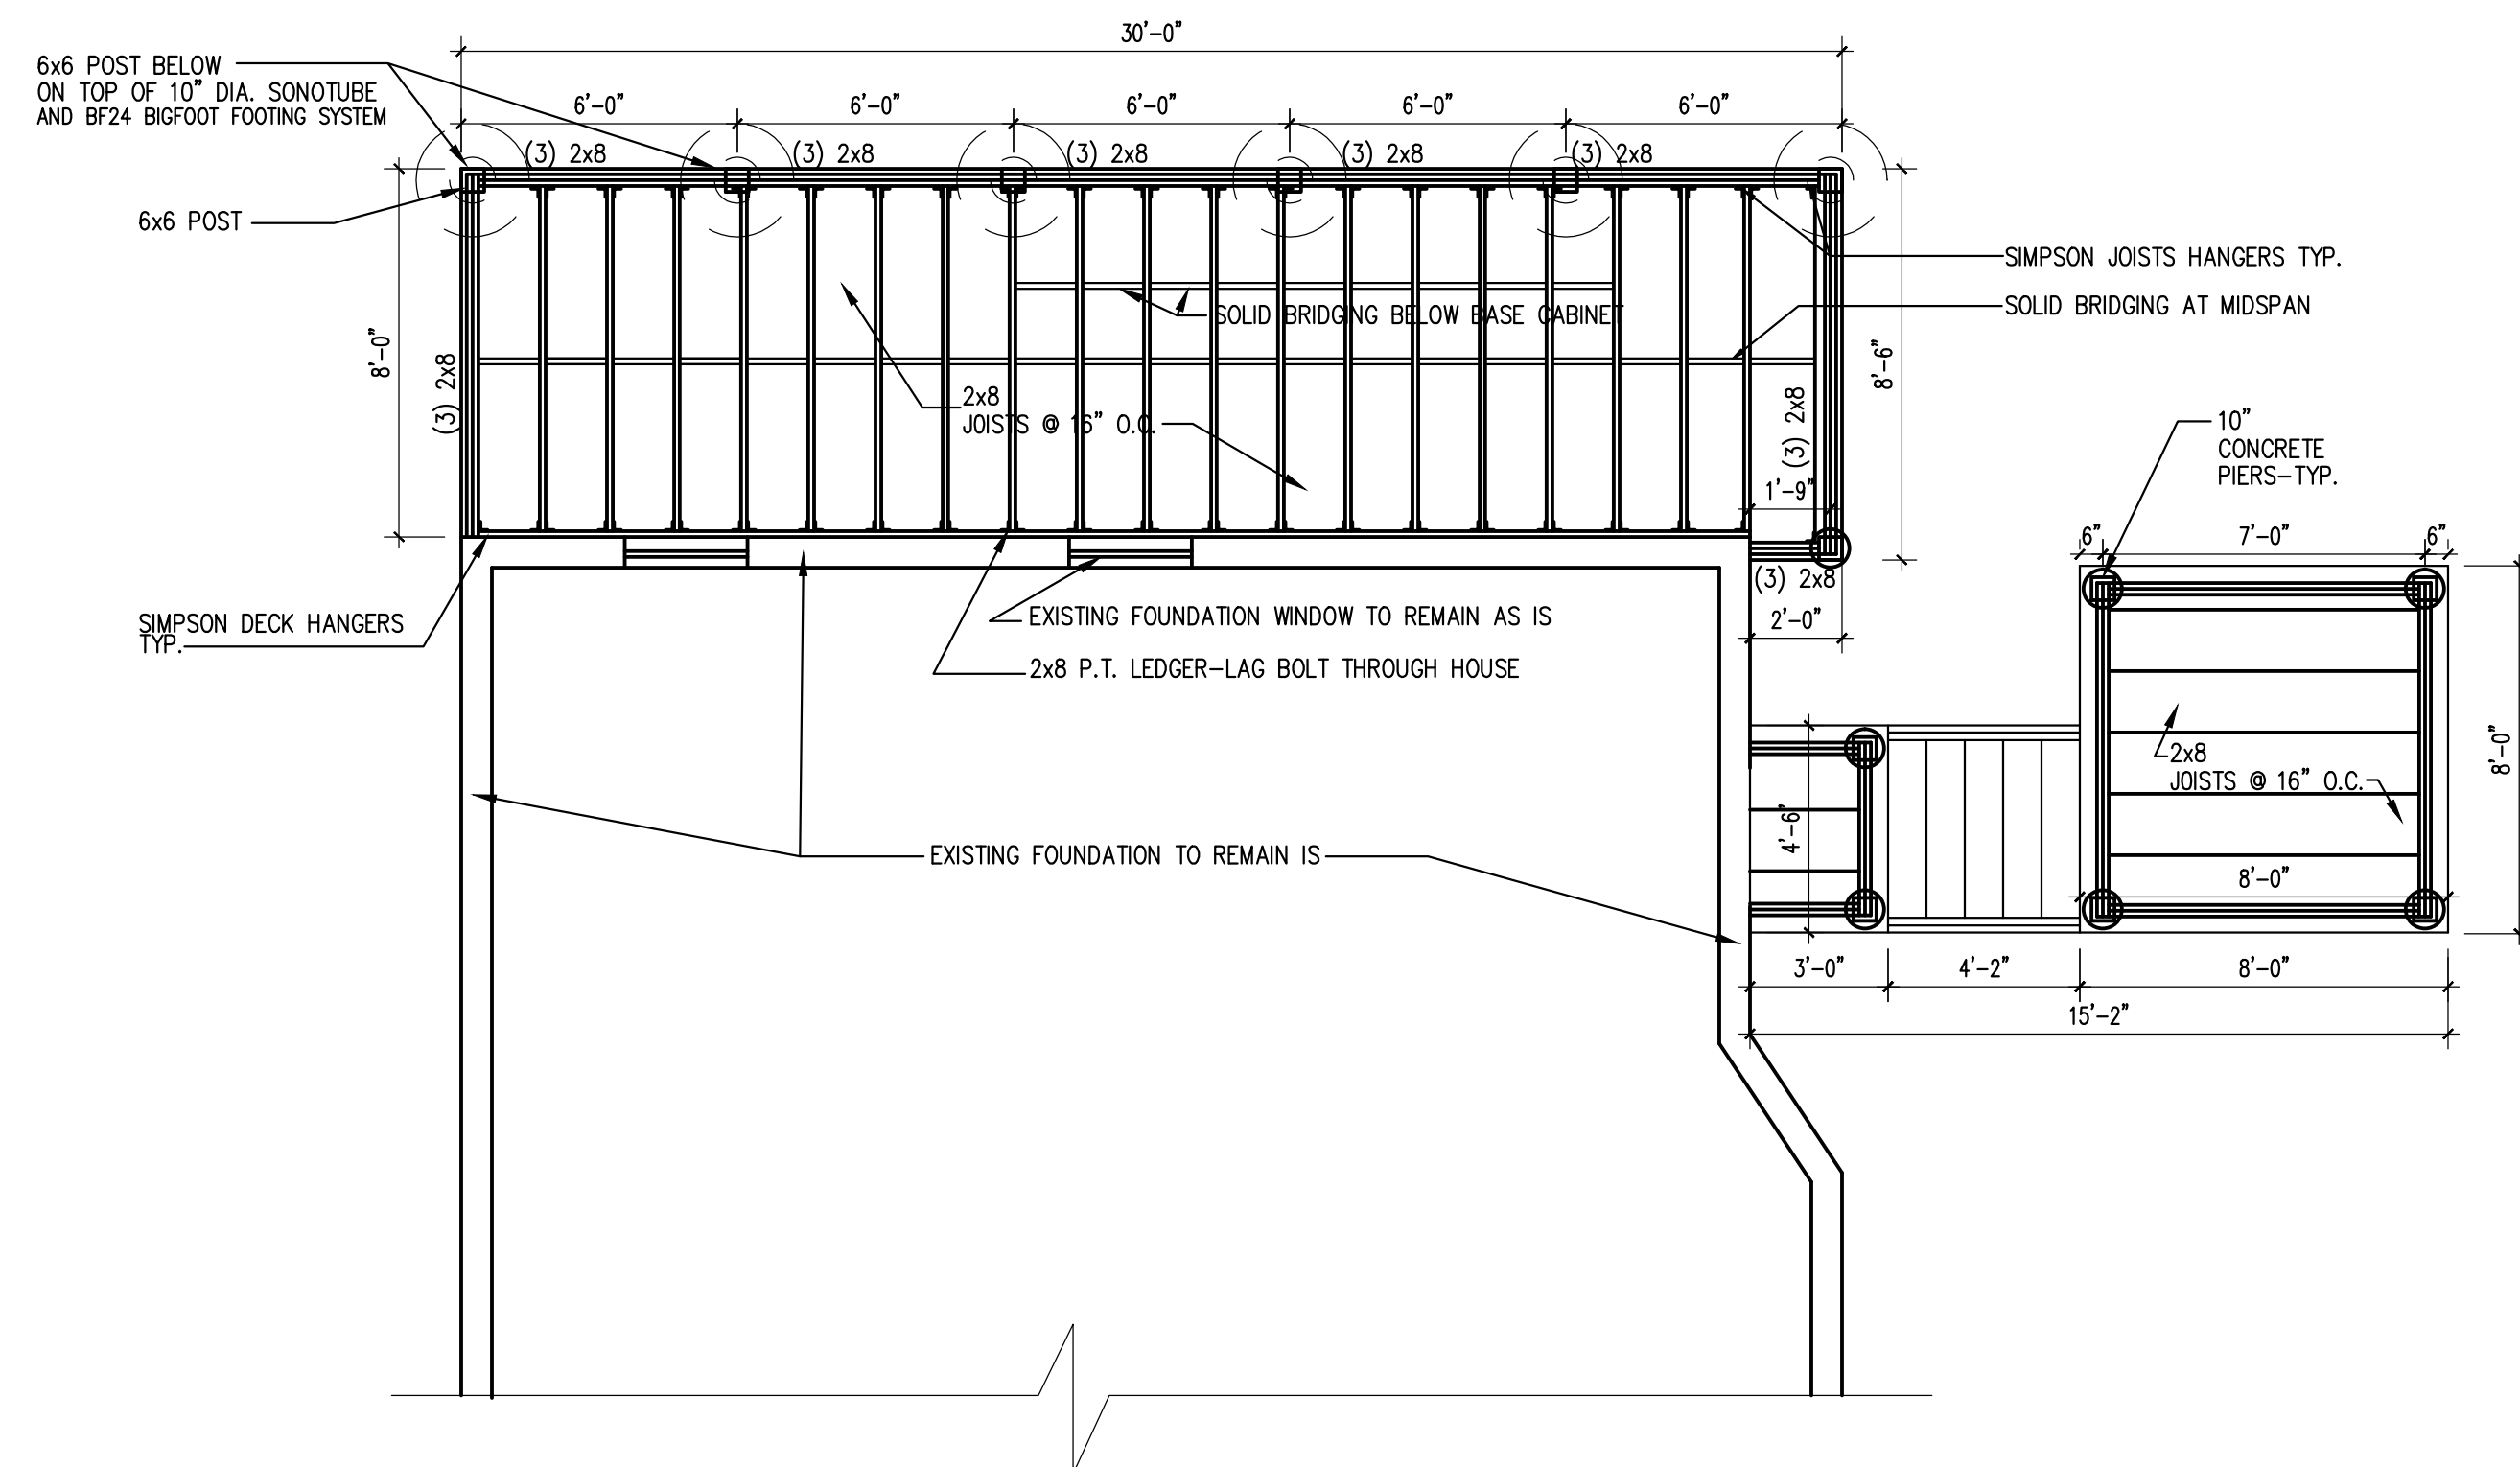 30'-0"
6x6 POST BELOW
ON TOP OF 10" DIA. SONOTUBE
AND BF24 BIGFOOT FOOTING SYSTEM
6'-0"
6'-0"
6'-0"
6'-0"
6'-0"
(3) 2x8
(3) 2x8
(3) 2x8
(3) 2x8
(3) 2x8
6x6 POST
SIMPSON JOISTS HANGERS TYP.
SOLID BRIDGING AT MIDSPAN
SOLID BRIDGING BELOW BASE CABINET
8'-0"
(3) 2x8
2x8
JOISTS @ 16" O.C.
8'-6"
(3) 2x8
1'-9"
10"
CONCRETE
PIERS-TYP.
6"
7'-0"
6"
(3) 2x8
2'-0"
SIMPSON DECK HANGERS
TYP.
EXISTING FOUNDATION WINDOW TO REMAIN AS IS
2x8 P.T. LEDGER-LAG BOLT THROUGH HOUSE
2x8
JOISTS @ 16" O.C.
8'-0"
4'-6"
EXISTING FOUNDATION TO REMAIN IS
8'-0"
3'-0"
4'-2"
8'-0"
15'-2"